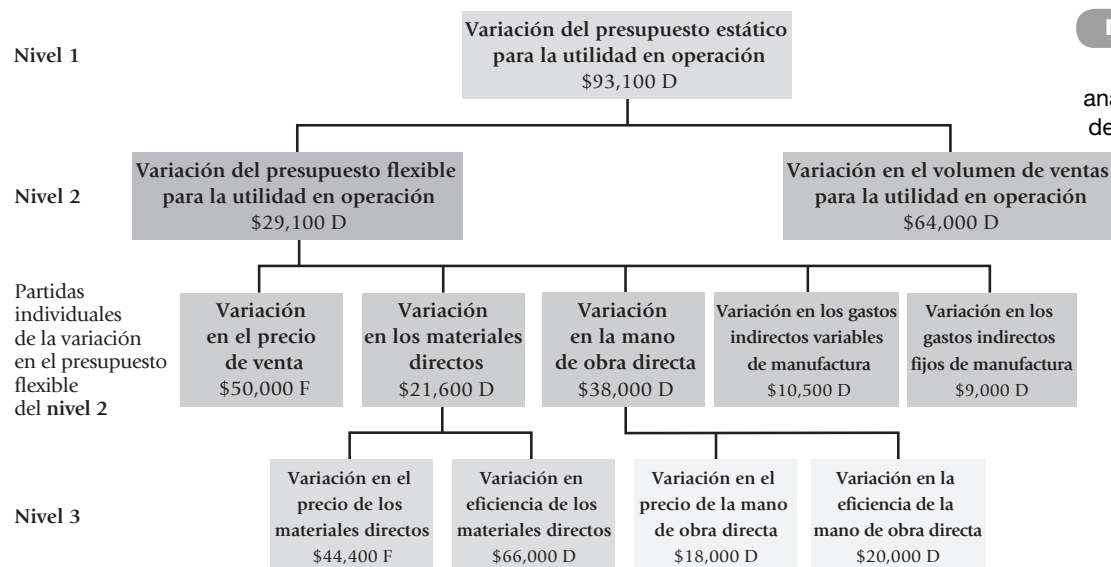 Nivel 1
Variación del presupuesto estático
para la utilidad en operación
$93,100 D
Nivel 2
Variación del presupuesto flexible
para la utilidad en operación
$29,100 D
Variación en el volumen de ventas
para la utilidad en operación
$64,000 D
Partidas
individuales
de la variación
en el presupuesto
flexible
del nivel 2
Variación
en el precio
de venta
$50,000 F
Variación
en los materiales
directos
$21,600 D
Variación
en la mano
de obra directa
$38,000 D
Variación en los gastos
indirectos variables
de manufactura
$10,500 D
Variación en los
gastos indirectos
fijos de manufactura
$9,000 D
Nivel 3
Variación en el
precio de los
materiales directos
$44,400 F
Variación en
eficiencia de los
materiales directos
$66,000 D
Variación en el
precio de la mano
de obra directa
$18,000 D
Variación en la
eficiencia de la
mano de obra directa
$20,000 D